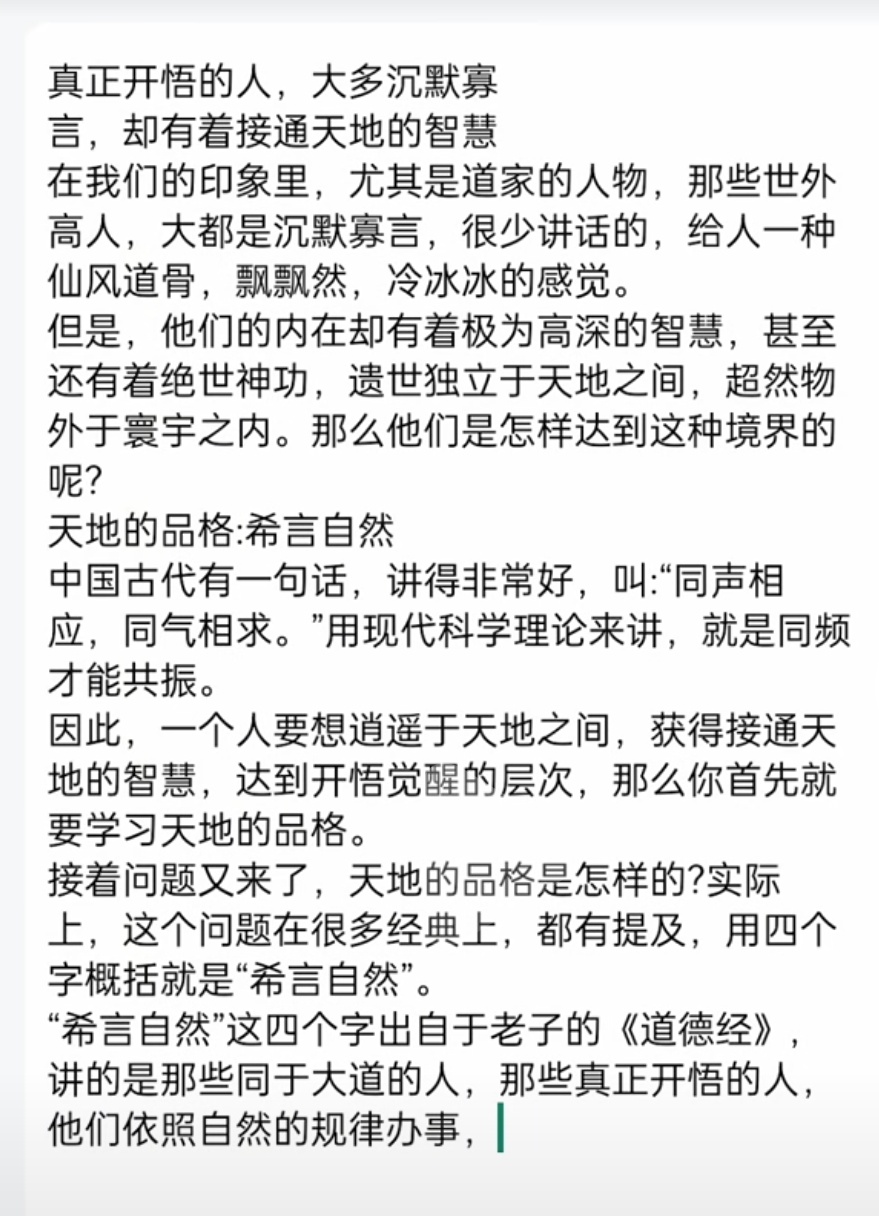 真正开悟的人，大多沉默寡
言，却有着接通天地的智慧
在我们的印象里，尤其是道家的人物，那些世外
高人，大都是沉默寡言，很少讲话的，给人一种
仙风道骨，飘飘然，冷冰冰的感觉。
但是，他们的内在却有着极为高深的智慧，甚至
还有着绝世神功，遗世独立于天地之间，超然物
外于寰宇之内。那么他们是怎样达到这种境界的
呢?
天地的品格:希言自然
中国古代有一句话，讲得非常好，叫:“同声相
应，同气相求。”用现代科学理论来讲，就是同频
才能共振。
因此，一个人要想逍遥于天地之间，获得接通天
地的智慧，达到开悟觉醒的层次，那么你首先就
要学习天地的品格。
接着问题又来了，天地的品格是怎样的?实际
上，这个问题在很多经典上，都有提及，用四个
字概括就是“希言自然”。
“希言自然”这四个字出自于老子的《道德经》，
讲的是那些同于大道的人，那些真正开悟的人，
他们依照自然的规律办事，